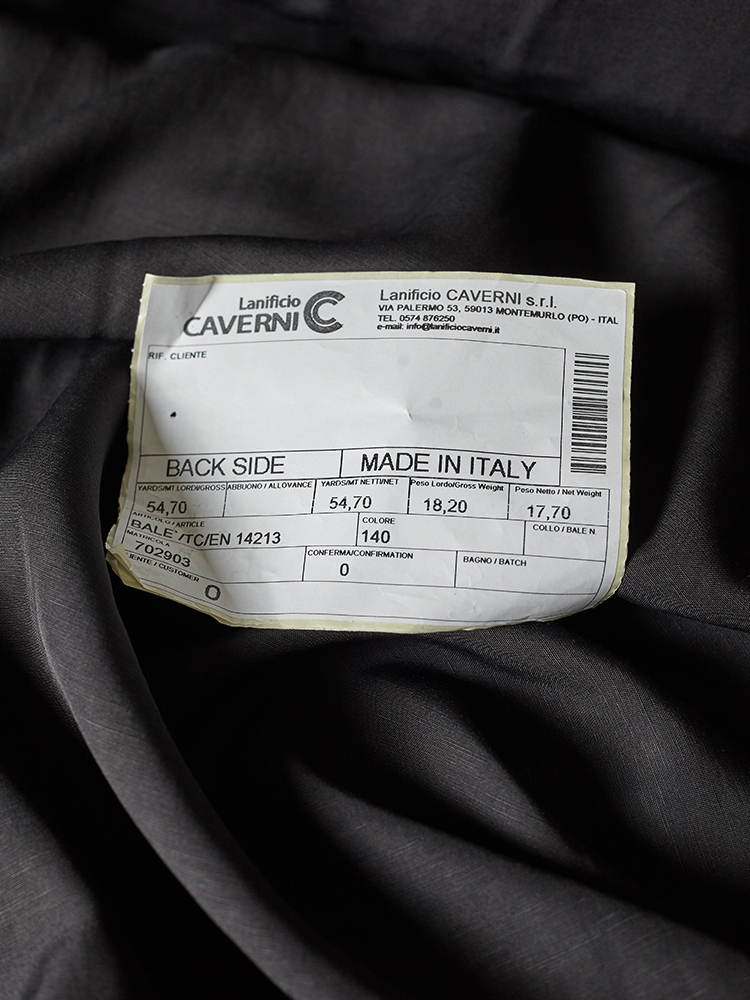 Lanificio
CAVERNI
Lanificio CAVERNI s.r.l.
VIA PALERMO 53, 59013 MONTEMURLO (PO) - ITAL
TEL. 0574 876250
e-mail: info@lanificiocaverni.it
RIF. CLIENTE
BACK SIDE
MADE IN ITALY
YARDS/MT LORDI/GROSS
ABBUONO / ALLOWANCE
YARDS/MT NETTI/NET
Peso Lordo/Gross Weight
Peso Netto / Net Weight
54,70
54,70
18,20
17,70
ARTICOLO / ARTICLE
BALE /TC/EN 14213
COLORE
140
COLLO / BALE N.
MATRICOLA
702903
CONFERMA/CONFIRMATION
0
BAGNO / BATCH
IENTE / CUSTOMER
0